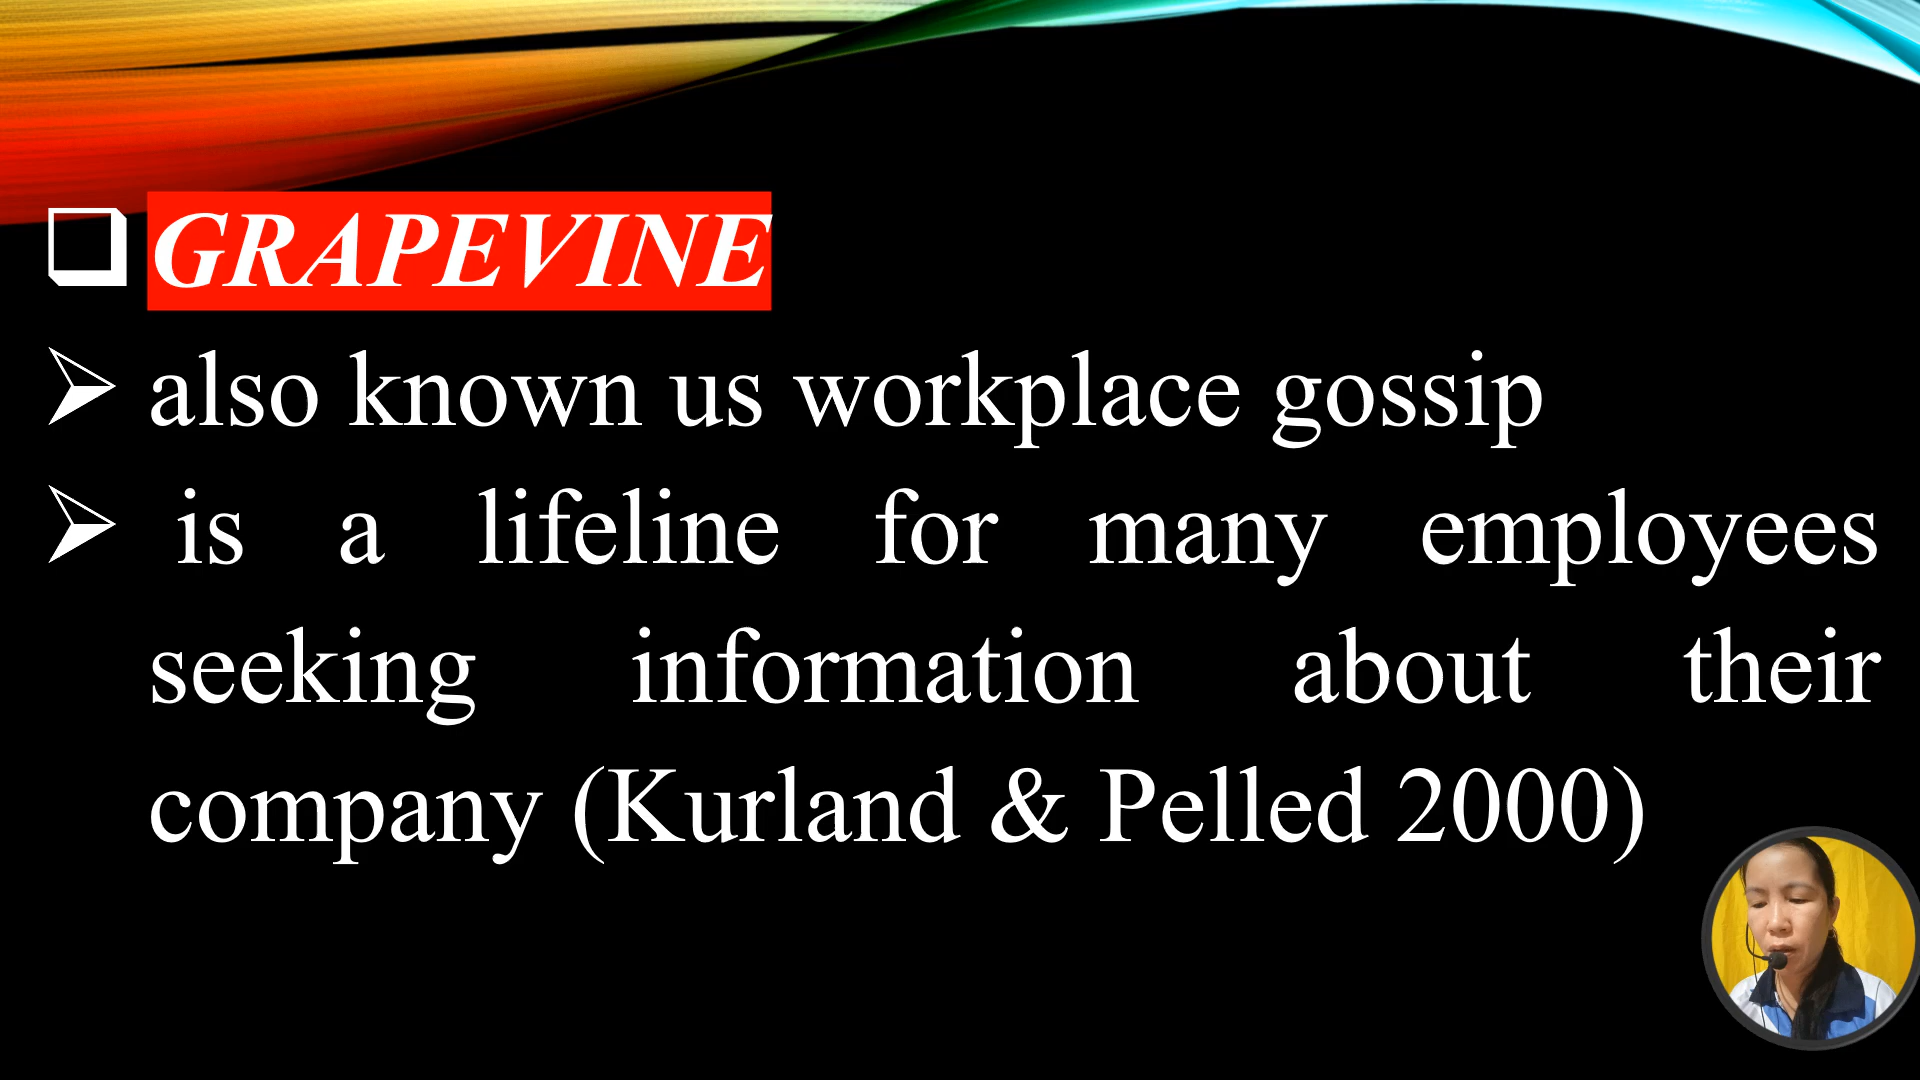 GRAPEVINE
also known us workplace gossip
is a lifeline for many employees
seeking information about their
company (Kurland & Pelled 2000)